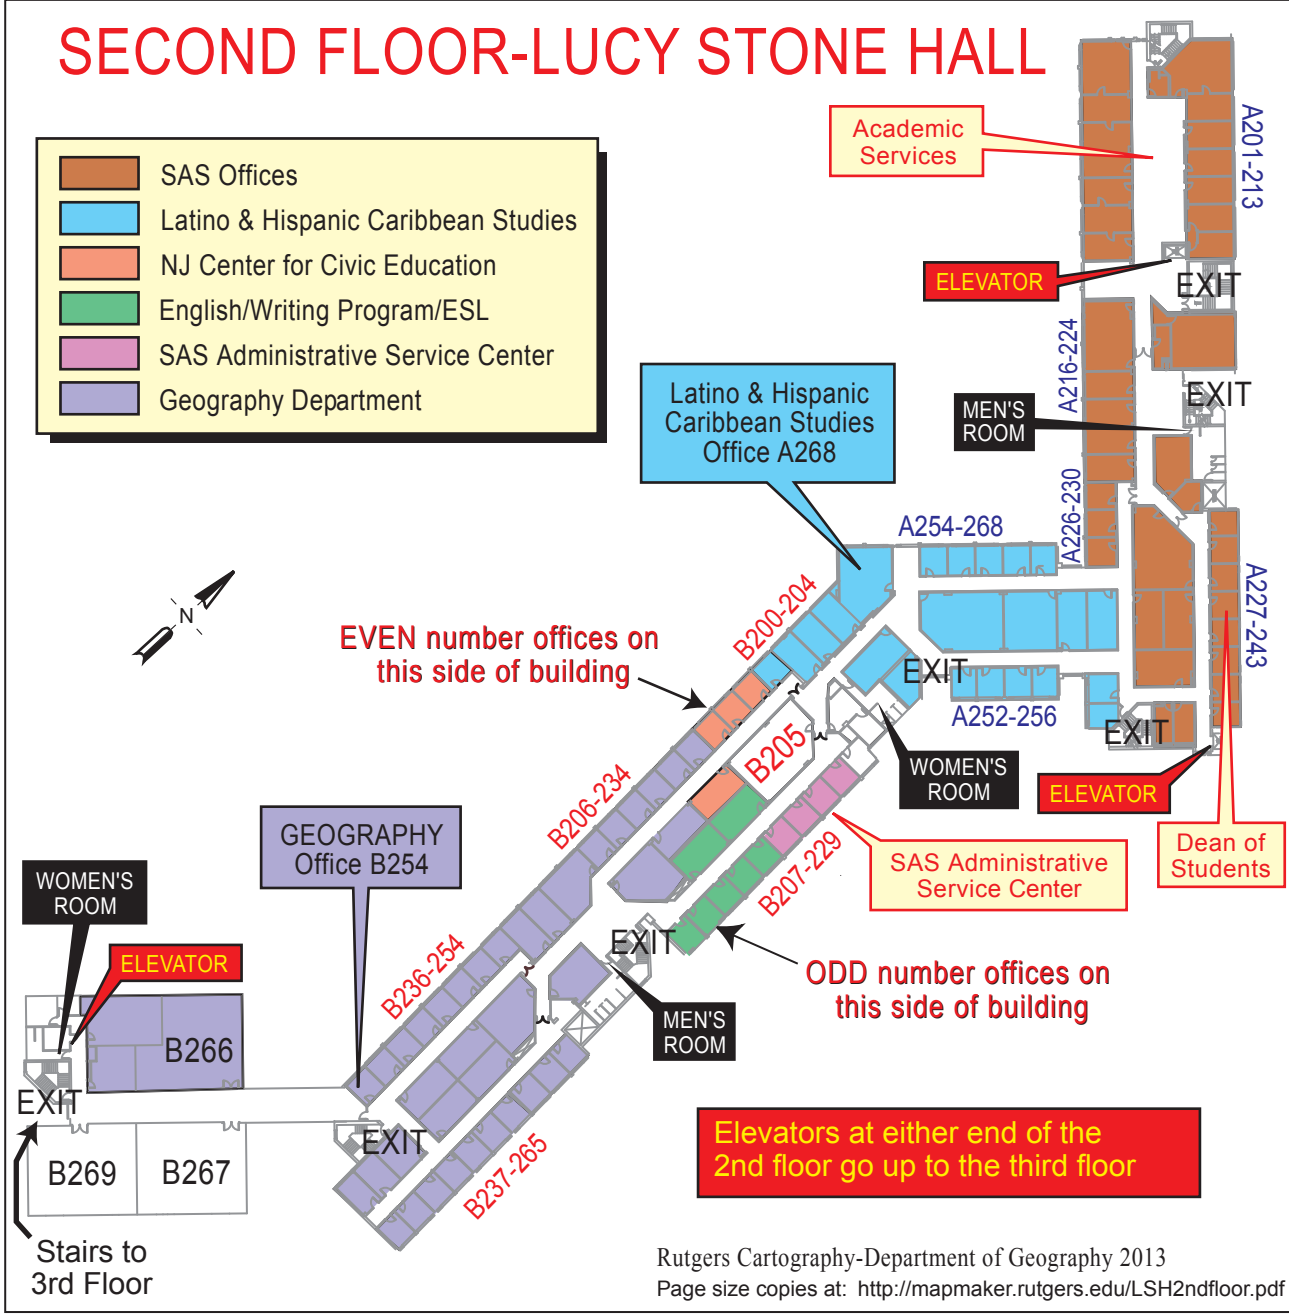 SECOND FLOOR-LUCY STONE HALL
SAS Offices
Latino & Hispanic Caribbean Studies
NJ Center for Civic Education
English/Writing Program/ESL
SAS Administrative Service Center
Geography Department
Academic
Services
A201-213
ELEVATOR
EXIT
A216-224
EXIT
MEN'S
ROOM
Latino & Hispanic
Caribbean Studies
Office A268
A226-230
A254-268
A227-243
N
B200-204
EVEN number offices on
this side of building
EXIT
A252-256
EXIT
B205
WOMEN'S
ROOM
ELEVATOR
B206-234
Dean of
Students
GEOGRAPHY
Office B254
B207-229
SAS Administrative
Service Center
WOMEN'S
ROOM
ELEVATOR
B236-254
EXIT
ODD number offices on
this side of building
MEN'S
ROOM
B266
EXIT
EXIT
B269
B267
B237-265
Elevators at either end of the
2nd floor go up to the third floor
Stairs to
3rd Floor
Rutgers Cartography-Department of Geography 2013
Page size copies at: http://mapmaker.rutgers.edu/LSH2ndfloor.pdf